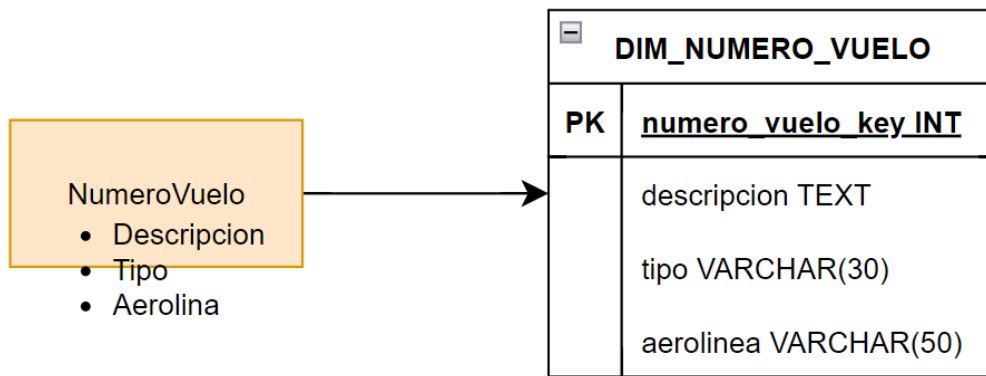 NumeroVuelo
• Descripcion
• Tipo
• Aerolina
DIM_NUMERO_VUELO
PK numero_vuelo_key INT
descripcion TEXT
tipo VARCHAR(30)
aerolinea VARCHAR(50)